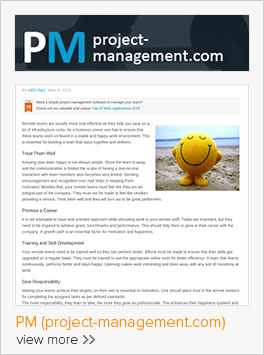 PM project-
management.com
BY VED RAJ MAY 6, 2015
Need a simple project management software to manage your team?
Check out our valuable and unique Top 20 Vital Applications 2015
Remote teams are usually more cost effective as they help you save on a
lot of infrastructure costs. As a business owner one has to ensure that
these teams work on-board in a stable and happy work environment. This
is essential for building a team that stays together and delivers.
Treat Them Well
Keeping your team happy is not always simple. Since the team is away
and the communication is limited the scope of having a one-on-one
interaction with team members also becomes very limited. Sending
encouragement and recognition over mail helps in keeping them
motivated. Besides that, your remote teams must feel like they are an
integral part of the company. They must not be made to feel like vendors
providing a service. Treat them well and they will turn out to be great performers.
Promise a Career
It is not advisable to have task oriented approach while allocating work to your remote staff. Tasks are important, but they
need to be inspired to achieve goals, benchmarks and performance. This should help them to grow in their career with the
company. A growth path is an essential factor for motivation and happiness.
Training and Skill Development
Your remote teams need to be trained well so they can perform better. Efforts must be made to ensure that their skills get
upgraded on a regular basis. They must be trained to use the appropriate online tools for better efficiency. A team that learns
continuously, performs better and stays happy. Learning makes work interesting and does away with any sort of monotony at
work.
Give Responsibility
Making your teams achieve their targets, on their own is essential to motivation. One should place trust in the remote workers,
for completing the assigned tasks as per defined standards.
The more responsibility, they learn to take, the more they grow as professionals. This enhances their happiness quotient and
PM (project-management.com)
view more >>